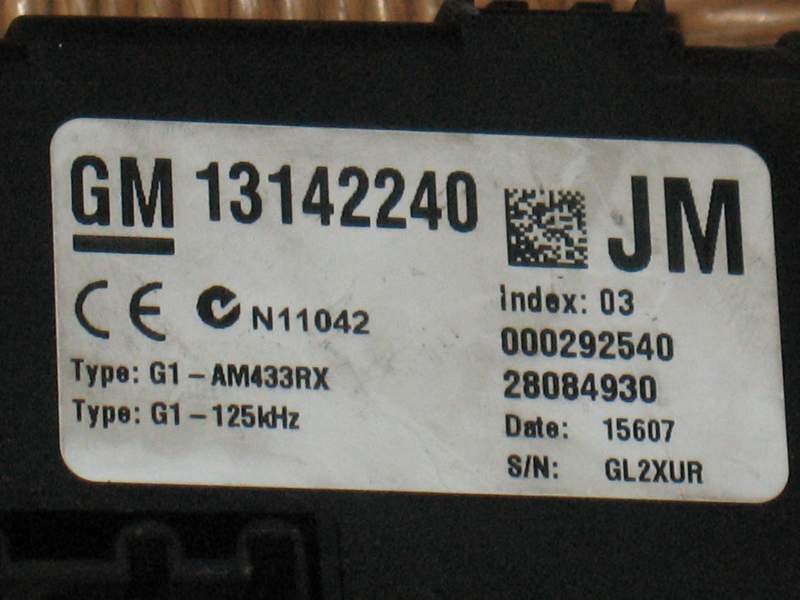 GM 13142240 JM
CE N11042
Type: G1-AM433RX
Type: G1-125kHz
Index: 03
000292540
28084930
Date: 15607
S/N: GL2XUR